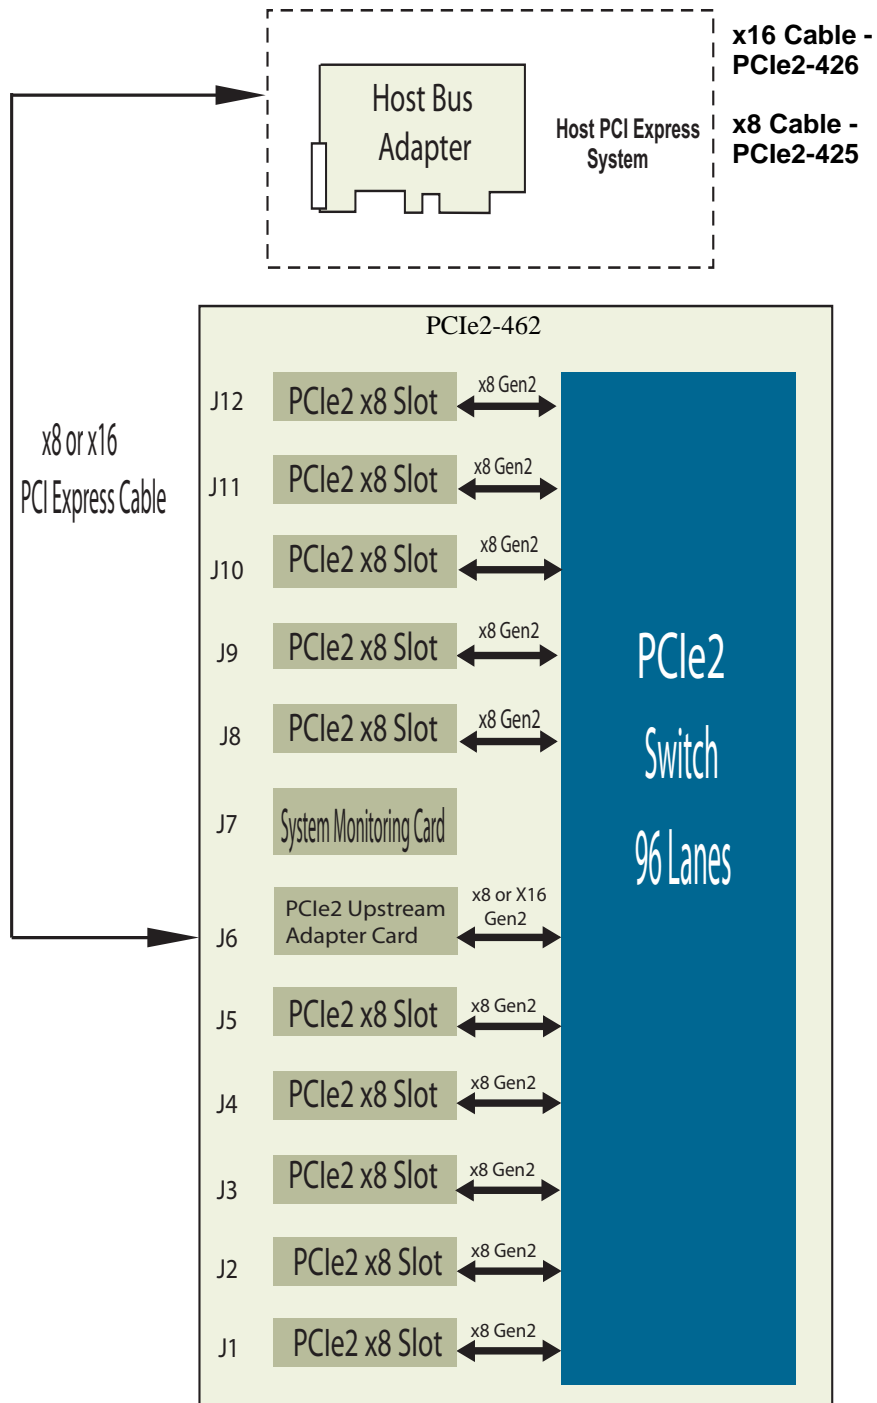 x16 Cable -
PCIe2-426
x8 Cable -
PCIe2-425
Host Bus
Adapter
Host PCI Express
System
x8 or x16
PCI Express Cable
PCIe2-462
J12 PCIe2 x8 Slot x8 Gen2
J11 PCIe2 x8 Slot x8 Gen2
J10 PCIe2 x8 Slot x8 Gen2
J9 PCIe2 x8 Slot x8 Gen2
J8 PCIe2 x8 Slot x8 Gen2
J7 System Monitoring Card
J6 PCIe2 Upstream
Adapter Card
x8 or X16
Gen2
J5 PCIe2 x8 Slot x8 Gen2
J4 PCIe2 x8 Slot x8 Gen2
J3 PCIe2 x8 Slot x8 Gen2
J2 PCIe2 x8 Slot x8 Gen2
J1 PCIe2 x8 Slot x8 Gen2
PCIe2
Switch
96 Lanes